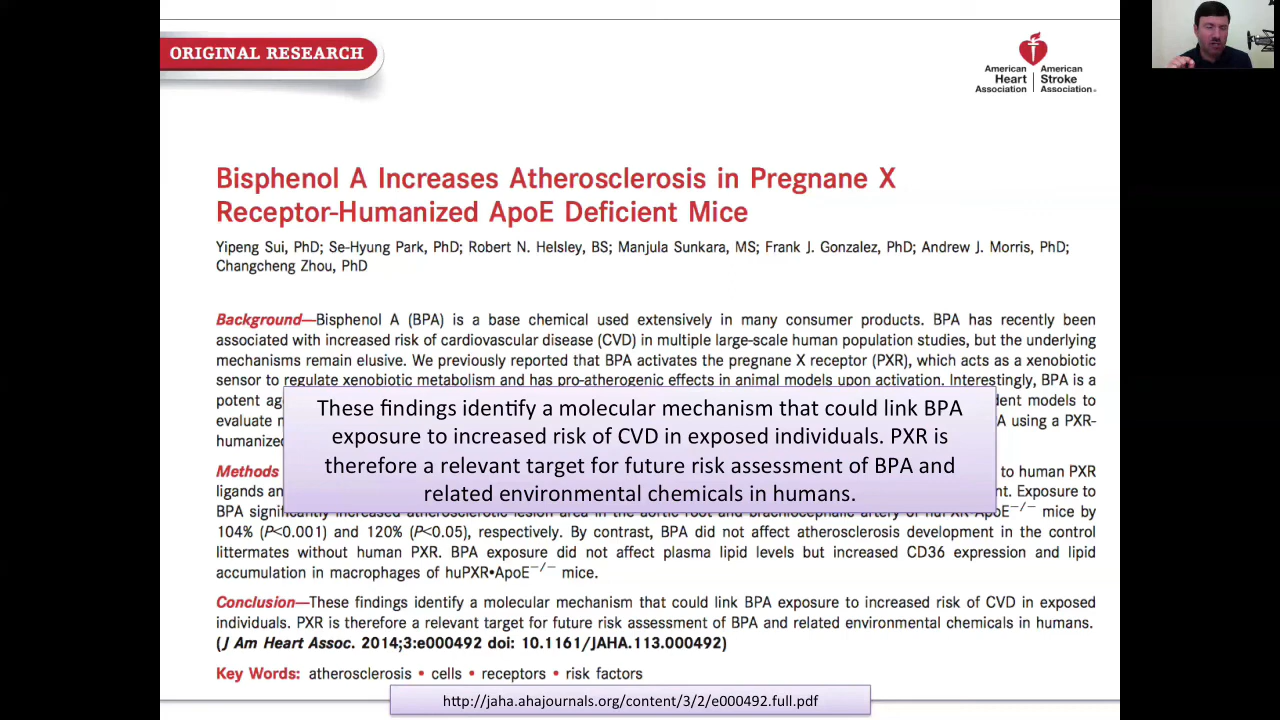 ORIGINAL RESEARCH
American Heart Association
American Stroke Association
Bisphenol A Increases Atherosclerosis in Pregnane X
Receptor-Humanized ApoE Deficient Mice
Yipeng Sui, PhD; Se-Hyung Park, PhD; Robert N. Helsley, BS; Manjula Sunkara, MS; Frank J. Gonzalez, PhD; Andrew J. Morris, PhD;
Changcheng Zhou, PhD
Background—Bisphenol A (BPA) is a base chemical used extensively in many consumer products. BPA has recently been
associated with increased risk of cardiovascular disease (CVD) in multiple large-scale human population studies, but the underlying
mechanisms remain elusive. We previously reported that BPA activates the pregnane X receptor (PXR), which acts as a xenobiotic
sensor to regulate xenobiotic metabolism and has pro-atherogenic effects in animal models upon activation. Interestingly, BPA is a
potent models to
evaluate using a PXR-
humanized
These findings identify a molecular mechanism that could link BPA
exposure to increased risk of CVD in exposed individuals. PXR is
therefore a relevant target for future risk assessment of BPA and
related environmental chemicals in humans.
Methods to human PXR
ligands Exposure to
BPA significantly increased atherosclerotic lesion area in the aortic root and brachiocephalic artery of ApoE−/− mice by
104% (P<0.001) and 120% (P<0.05), respectively. By contrast, BPA did not affect atherosclerosis development in the control
littermates without human PXR. BPA exposure did not affect plasma lipid levels but increased CD36 expression and lipid
accumulation in macrophages of huPXR•ApoE−/− mice.
Conclusion—These findings identify a molecular mechanism that could link BPA exposure to increased risk of CVD in exposed
individuals. PXR is therefore a relevant target for future risk assessment of BPA and related environmental chemicals in humans.
(J Am Heart Assoc. 2014;3:e000492 doi: 10.1161/JAHA.113.000492)
Key Words: atherosclerosis • cells • receptors • risk factors
http://jaha.ahajournals.org/content/3/2/e000492.full.pdf